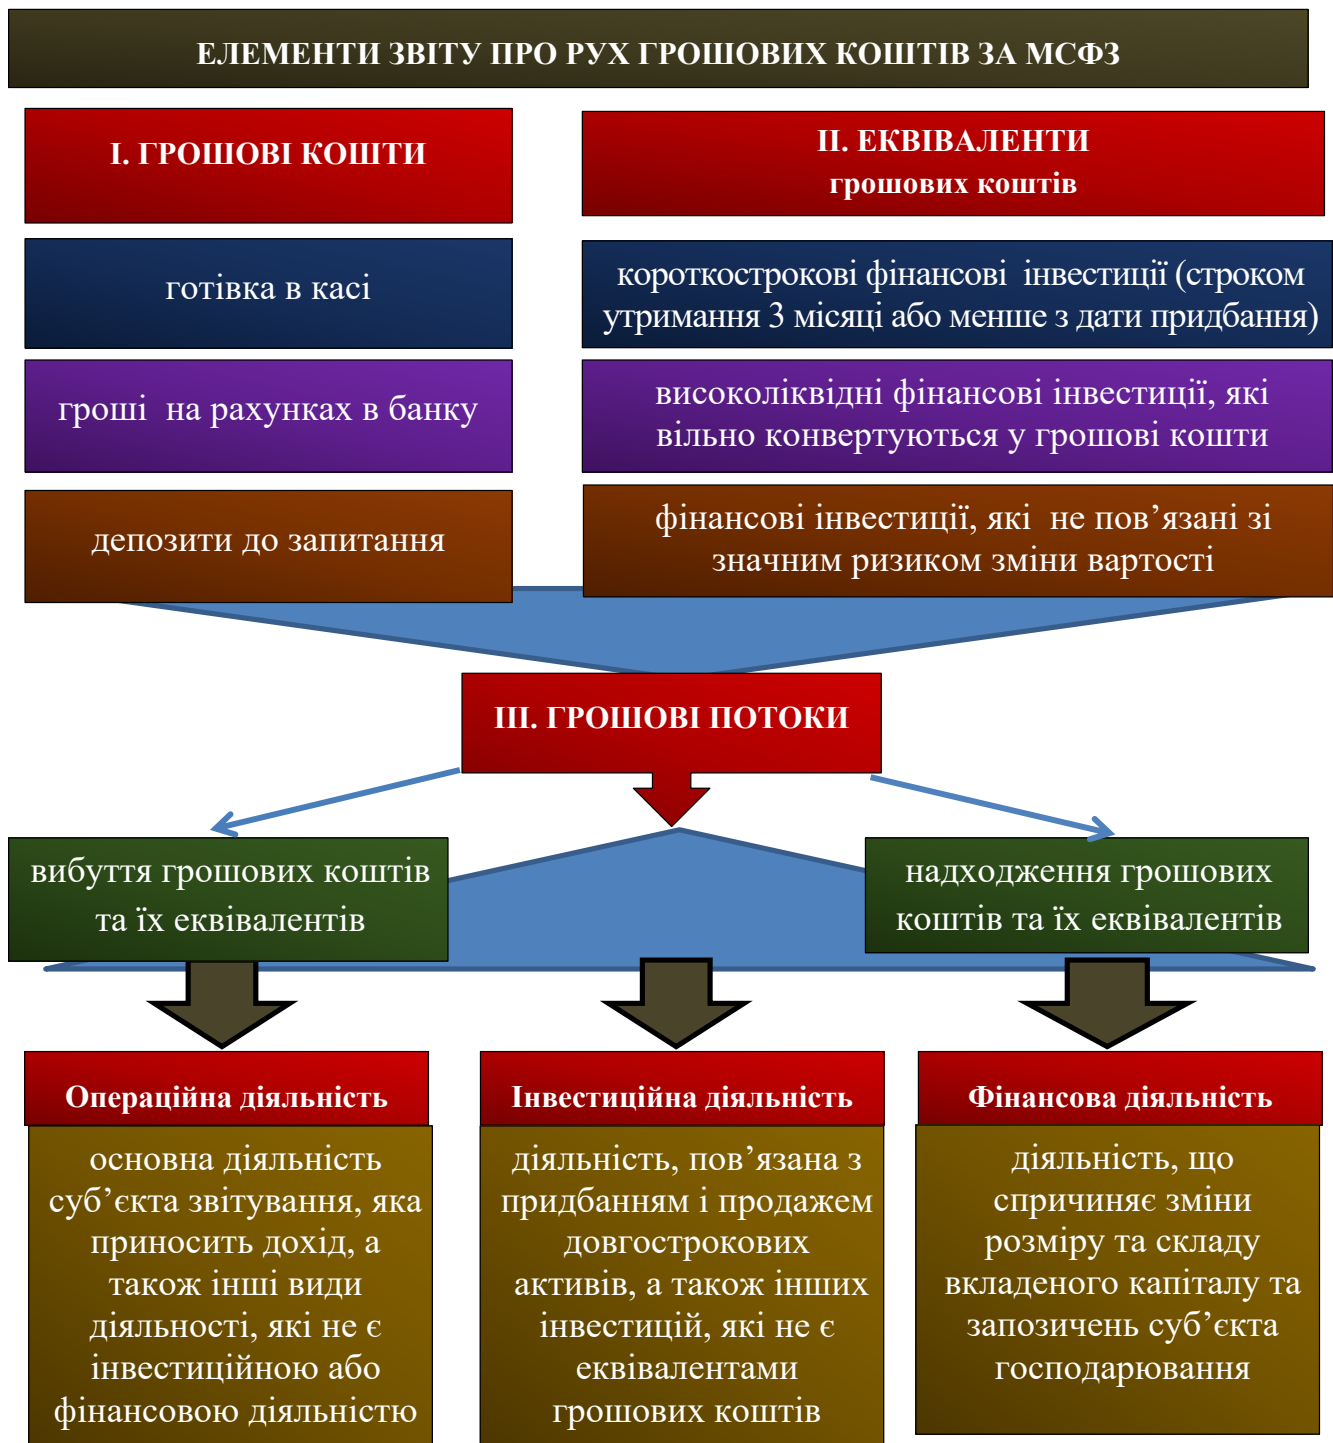 ЕЛЕМЕНТИ ЗВІТУ ПРО РУХ ГРОШОВИХ КОШТІВ ЗА МСФЗ
І. ГРОШОВІ КОШТИ
ІІ. ЕКВІВАЛЕНТИ
грошових коштів
готівка в касі
короткострокові фінансові інвестиції (строком
утримання 3 місяці або менше з дати придбання)
гроші на рахунках в банку
високоліквідні фінансові інвестиції, які
вільно конвертуються у грошові кошти
депозити до запитання
фінансові інвестиції, які не пов’язані зі
значним ризиком зміни вартості
ІІІ. ГРОШОВІ ПОТОКИ
вибуття грошових коштів
та їх еквівалентів
надходження грошових
коштів та їх еквівалентів
Операційна діяльність
основна діяльність
суб’єкта звітування, яка
приносить дохід, а
також інші види
діяльності, які не є
інвестиційною або
фінансовою діяльністю
Інвестиційна діяльність
діяльність, пов’язана з
придбанням і продажем
довгострокових
активів, а також інших
інвестицій, які не є
еквівалентами
грошових коштів
Фінансова діяльність
діяльність, що
спричиняє зміни
розміру та складу
вкладеного капіталу та
запозичень суб’єкта
господарювання